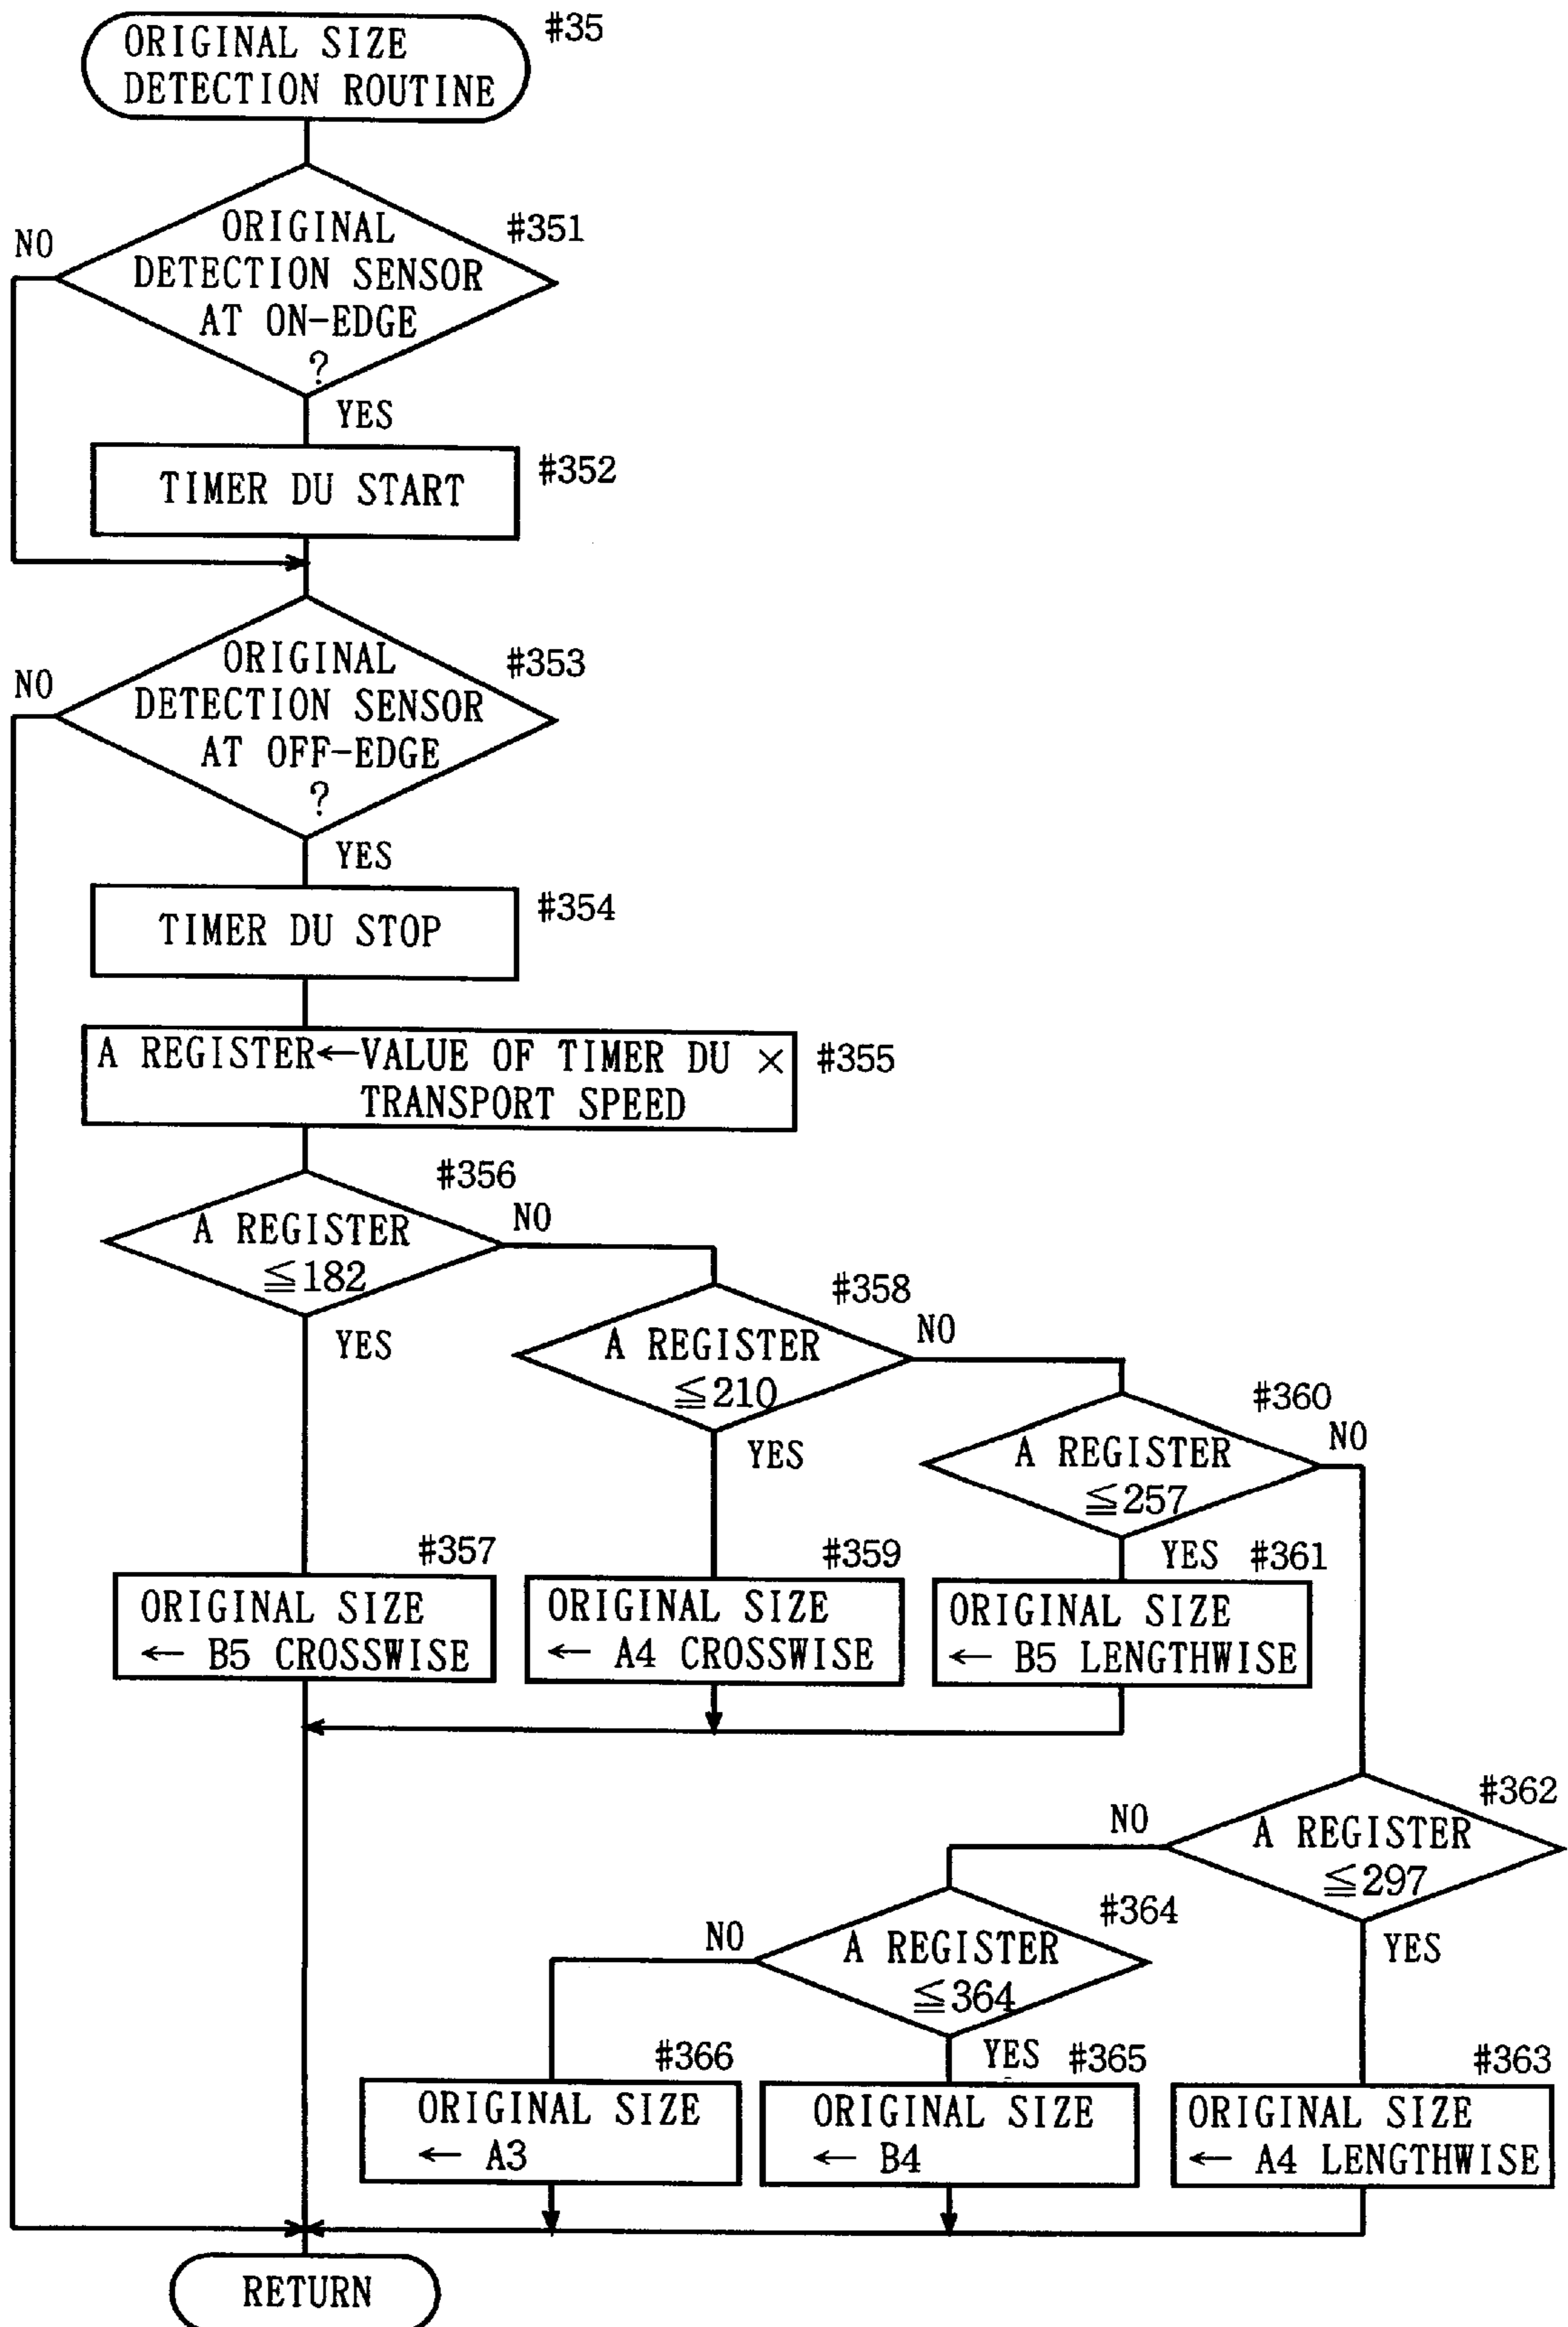 ORIGINAL SIZE
DETECTION ROUTINE
#35
ORIGINAL
DETECTION SENSOR
AT ON-EDGE
?
#351
NO
YES
TIMER DU START
#352
ORIGINAL
DETECTION SENSOR
AT OFF-EDGE
?
#353
NO
YES
TIMER DU STOP
#354
A REGISTER←VALUE OF TIMER DU ×
TRANSPORT SPEED
#355
#356
A REGISTER
≦182
NO
YES
#358
A REGISTER
≦210
NO
YES
#360
A REGISTER
≦257
NO
YES
#357
ORIGINAL SIZE
← B5 CROSSWISE
#359
ORIGINAL SIZE
← A4 CROSSWISE
#361
ORIGINAL SIZE
← B5 LENGTHWISE
#362
A REGISTER
≦297
NO
YES
#364
A REGISTER
≦364
NO
YES
#366
ORIGINAL SIZE
← A3
#365
ORIGINAL SIZE
← B4
#363
ORIGINAL SIZE
← A4 LENGTHWISE
RETURN